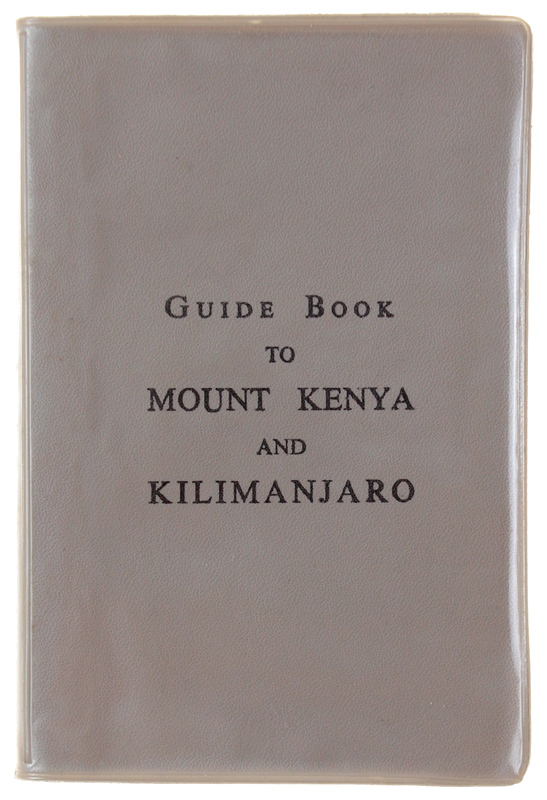 Guide Book
TO
MOUNT KENYA
AND
KILIMANJARO